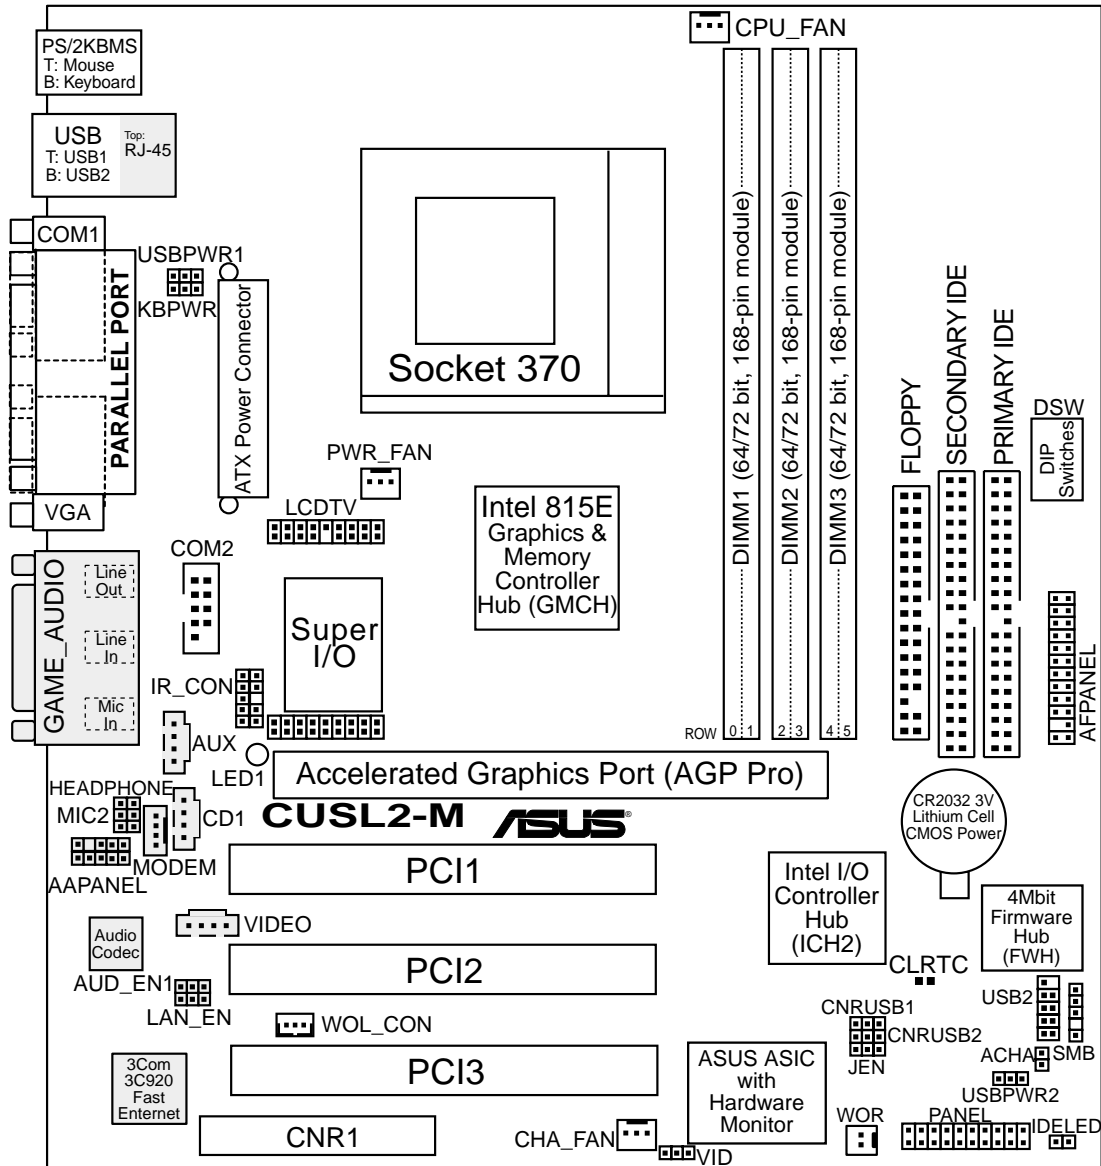 CPU_FAN
PS/2KBMS
T: Mouse
B: Keyboard
USB
T: USB1
B: USB2
Top:
RJ-45
COM1
PARALLEL PORT
VGA
USBPWR1
KBPWR
ATX Power Connector
Socket 370
DIMM1 (64/72 bit, 168-pin module)
DIMM2 (64/72 bit, 168-pin module)
DIMM3 (64/72 bit, 168-pin module)
ROW
0 1
2 3
4 5
FLOPPY
SECONDARY IDE
PRIMARY IDE
DSW
DIP
Switches
PWR_FAN
LCDTV
COM2
Intel 815E
Graphics &
Memory
Controller
Hub (GMCH)
GAME_AUDIO
Line
Out
Line
In
Mic
In
Super
I/O
IR_CON
AUX
LED1
AFPANEL
Accelerated Graphics Port (AGP Pro)
HEADPHONE
MIC2
CD1
MODEM
AAPANEL
CUSL2-M
ASUS
®
CR2032 3V
Lithium Cell
CMOS Power
PCI1
Intel I/O
Controller
Hub
(ICH2)
4Mbit
Firmware
Hub
(FWH)
VIDEO
Audio
Codec
AUD_EN1
PCI2
CLRTC
LAN_EN
WOL_CON
USB2
CNRUSB1
CNRUSB2
JEN
ACHA
SMB
USBPWR2
3Com
3C920
Fast
Enternet
PCI3
ASUS ASIC
with
Hardware
Monitor
CNR1
CHA_FAN
VID
WOR
PANEL
IDELED